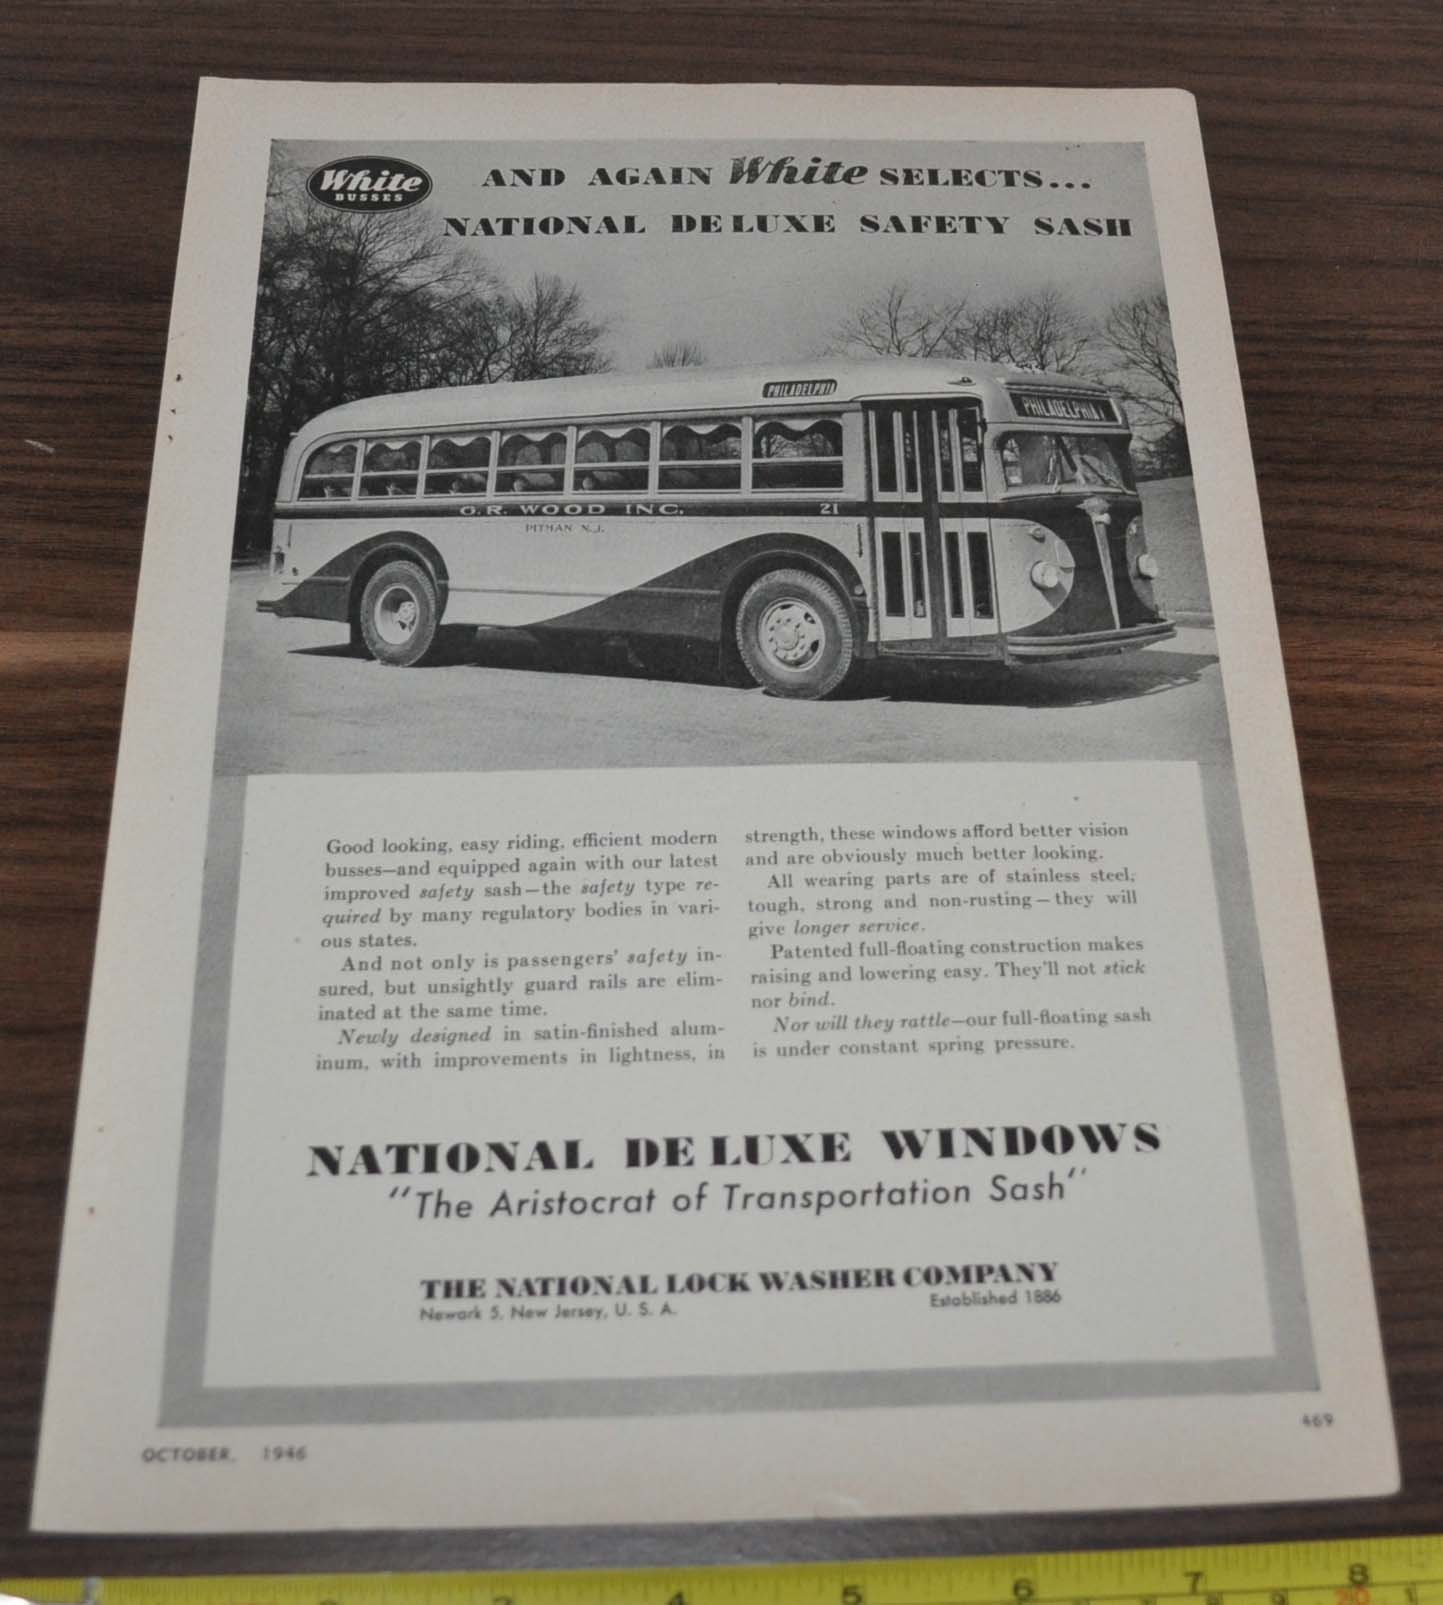 White
BUSSES
AND AGAIN White SELECTS...
NATIONAL DE LUXE SAFETY SASH
PHILADELPHIA
PHILADELPHIA
O.R. WOOD INC.
21
PITMAN N.J.
Good looking, easy riding, efficient modern
busses—and equipped again with our latest
improved safety sash—the safety type re-
quired by many regulatory bodies in vari-
ous states.
And not only is passengers' safety in-
sured, but unsightly guard rails are elim-
inated at the same time.
Newly designed in satin-finished alum-
inum, with improvements in lightness, in
strength, these windows afford better vision
and are obviously much better looking.
All wearing parts are of stainless steel,
tough, strong and non-rusting—they will
give longer service.
Patented full-floating construction makes
raising and lowering easy. They'll not stick
nor bind.
Nor will they rattle—our full-floating sash
is under constant spring pressure.
NATIONAL DE LUXE WINDOWS
"The Aristocrat of Transportation Sash"
THE NATIONAL LOCK WASHER COMPANY
Newark 5, New Jersey, U. S. A.
Established 1886
OCTOBER, 1946
469
4 5 6 7 8
9 20 1